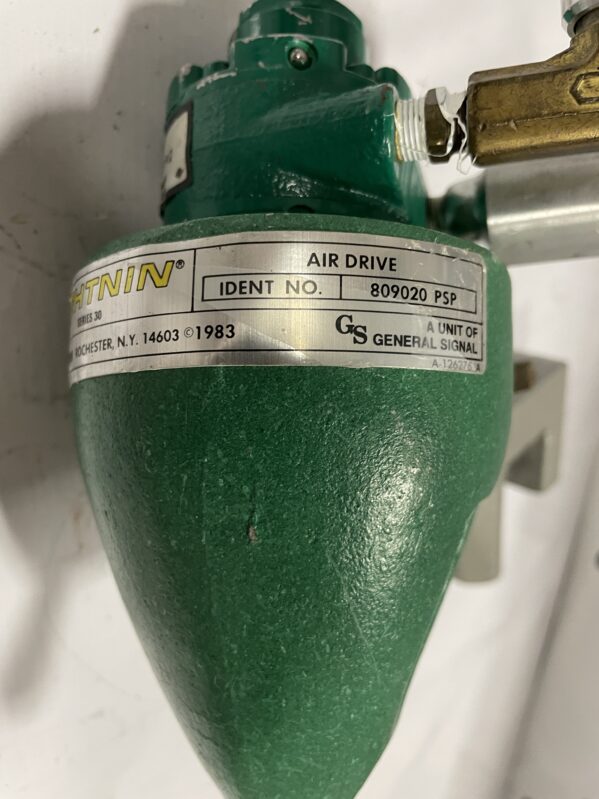 HTNIN®
SERIES 30
ROCHESTER, N.Y. 14603 ©1983
AIR DRIVE
IDENT NO. 809020 PSP
GS A UNIT OF
GENERAL SIGNAL